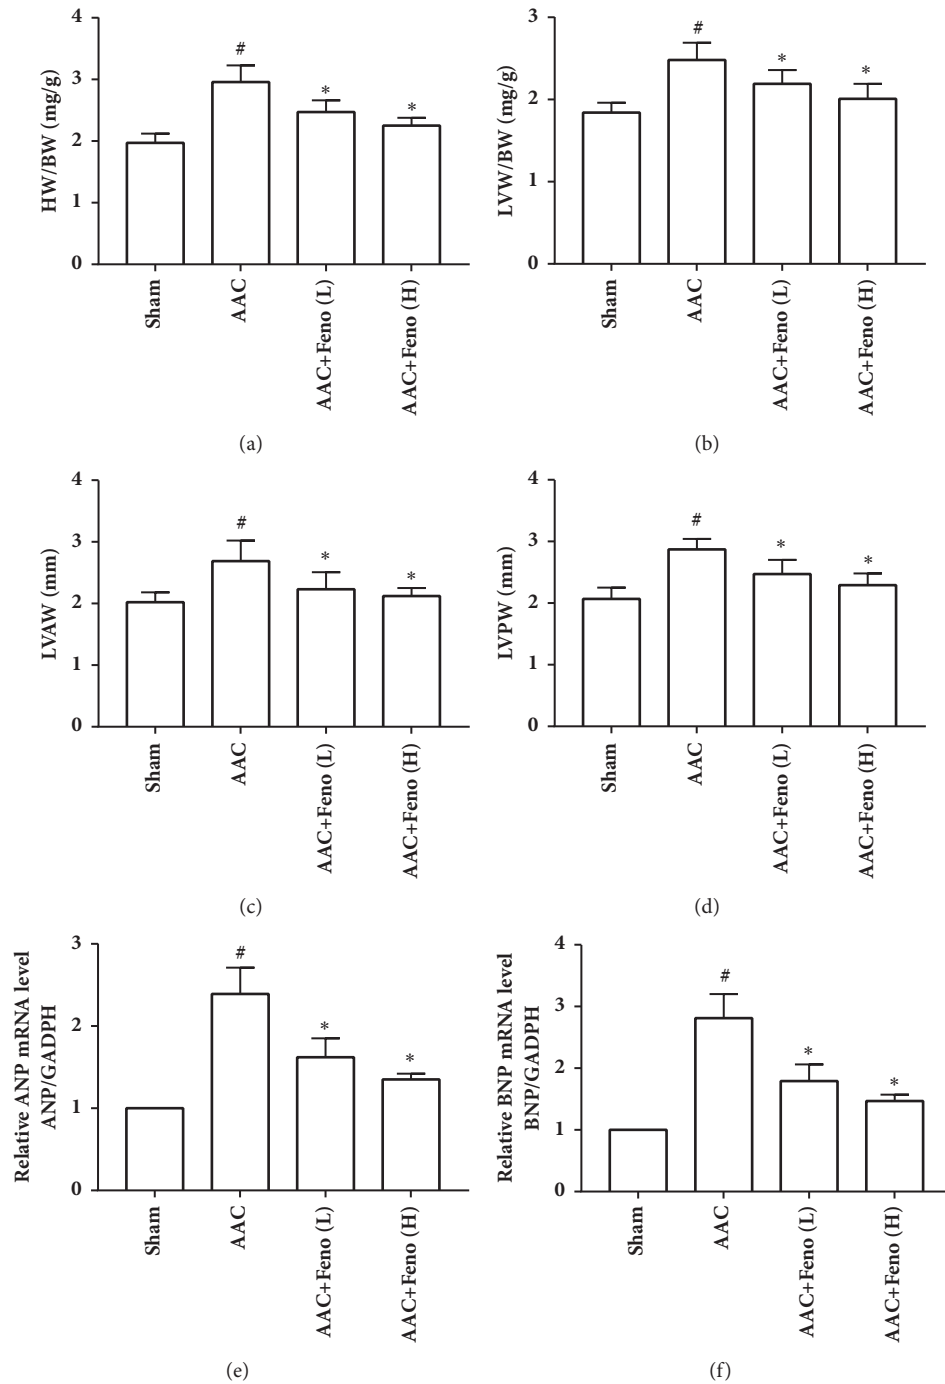 HW/BW (mg/g)
4
3
2
1
0
#
*
*
Sham
AAC
AAC+Feno (L)
AAC+Feno (H)
(a)
LVW/BW (mg/g)
3
2
1
0
#
*
*
Sham
AAC
AAC+Feno (L)
AAC+Feno (H)
(b)
LVAW (mm)
4
3
2
1
0
#
*
*
Sham
AAC
AAC+Feno (L)
AAC+Feno (H)
(c)
LVPW (mm)
4
3
2
1
0
#
*
*
Sham
AAC
AAC+Feno (L)
AAC+Feno (H)
(d)
Relative ANP mRNA level
ANP/GADPH
3
2
1
0
#
*
*
Sham
AAC
AAC+Feno (L)
AAC+Feno (H)
(e)
Relative BNP mRNA level
BNP/GADPH
4
3
2
1
0
#
*
*
Sham
AAC
AAC+Feno (L)
AAC+Feno (H)
(f)